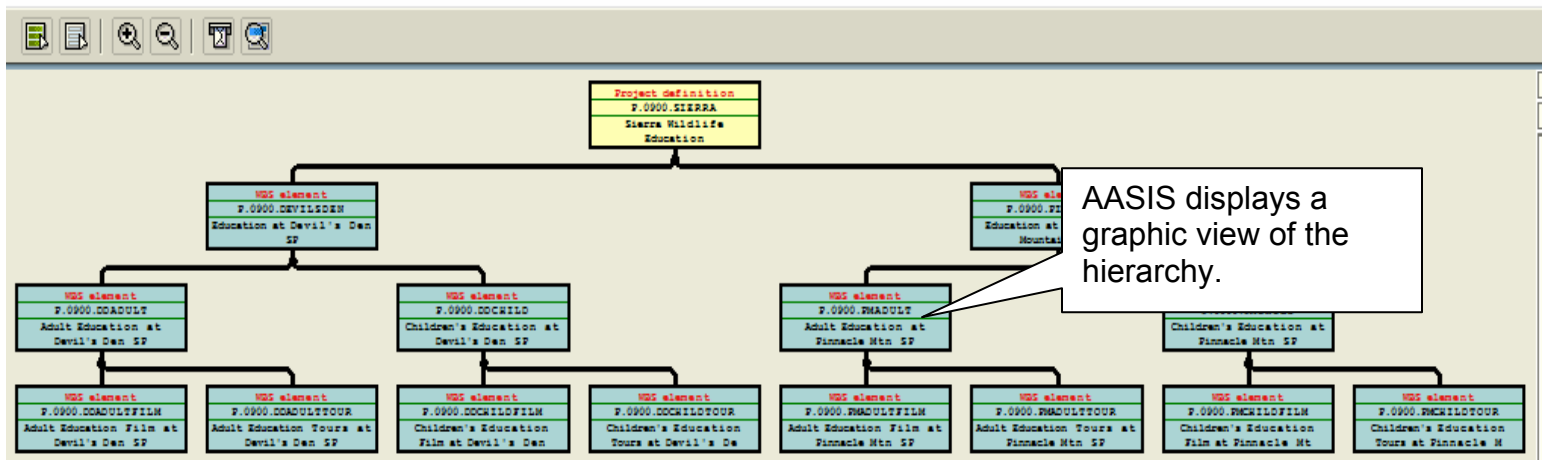 Project definition
P.0900.SIERRA
Sierra Wildlife
Education
WBS element
P.0900.DEVILSDEN
Education at Devil's Den
SP
WBS
Education at
AASIS displays a
graphic view of the
hierarchy.
WBS element
P.0900.DDADULT
Adult Education at
Devil's Den SP
WBS element
P.0900.DDCHILD
Children's Education at
Devil's Den SP
WBS element
P.0900.PMADULT
Adult Education at
Pinnacle Mtn SP
Children's Education at
Pinnacle Mtn SP
WBS element
P.0900.DDADULTFILM
Adult Education Film at
Devil's Den SP
WBS element
P.0900.DDADULTTOUR
Adult Education Tours at
Devil's Den SP
WBS element
P.0900.DDCHILDFILM
Children's Education
Film at Devil's Den
WBS element
P.0900.DDCHILDTOUR
Children's Education
Tours at Devil's De
WBS element
P.0900.PMADULTFILM
Adult Education Film at
Pinnacle Mtn SP
WBS element
P.0900.PMADULTTOUR
Adult Education Tours at
Pinnacle Mtn SP
WBS element
P.0900.PMCHILDFILM
Children's Education
Film at Pinnacle Mt
WBS element
P.0900.PMCHILDTOUR
Children's Education
Tours at Pinnacle M